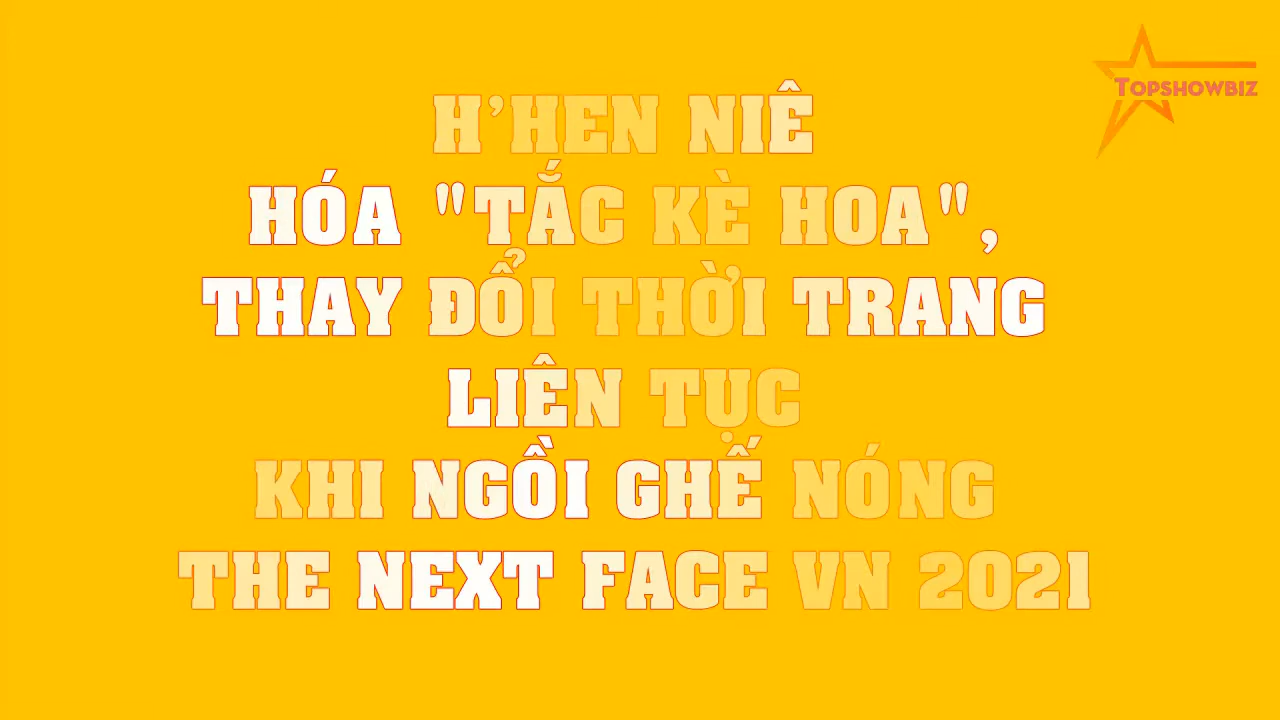 TOPSHOWBIZ
H’HEN NIÊ
HÓA "TẮC KÈ HOA",
THAY ĐỔI THỜI TRANG
LIÊN TỤC
KHI NGỒI GHẾ NÓNG
THE NEXT FACE VN 2021